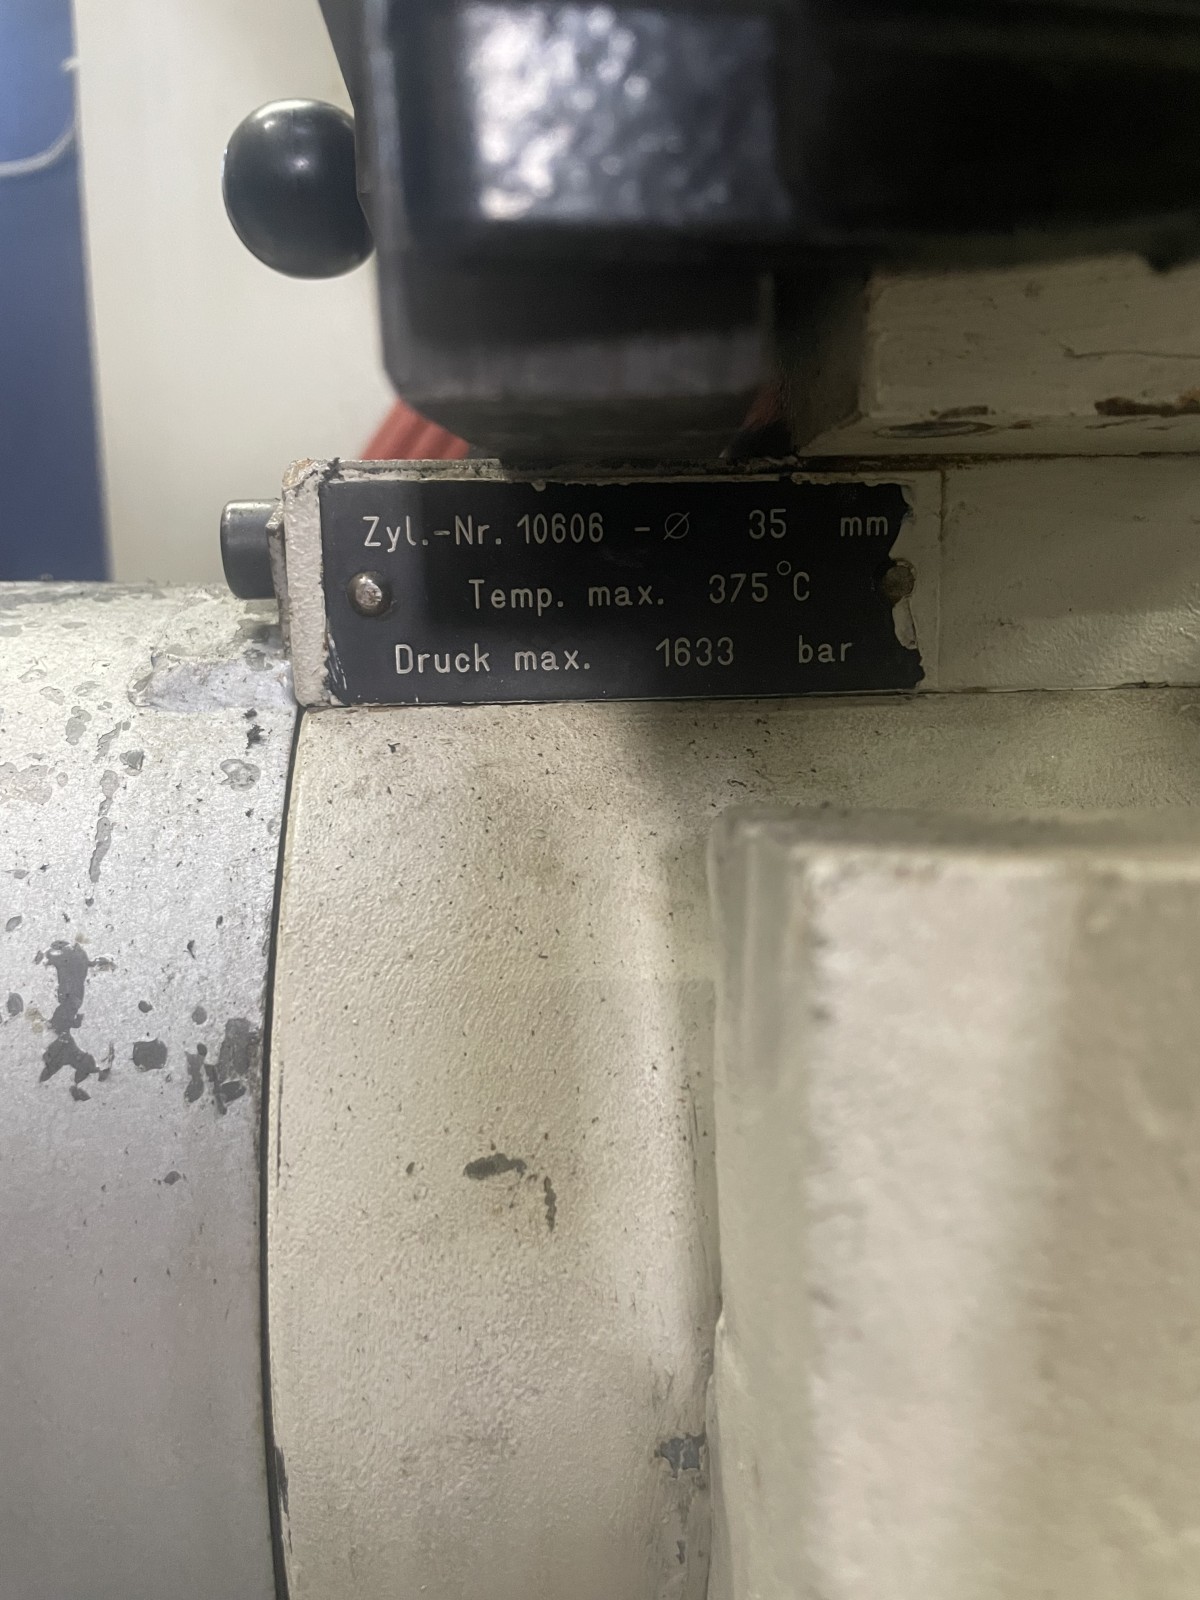 Zyl.-Nr. 10606 - ⌀ 35 mm
Temp. max. 375°C
Druck max. 1633 bar